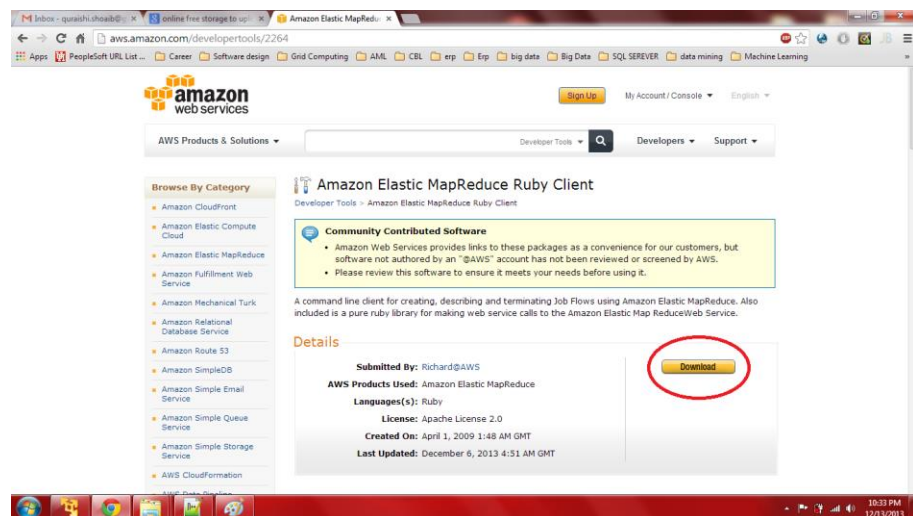 Inbox - quraishi.shoaib@g
online free storage to upl
Amazon Elastic MapRedu
aws.amazon.com/developertools/2264
Apps PeopleSoft URL List ... Career Software design Grid Computing AML CBL erp Erp big data Big Data SQL SEREVER data mining Machine Learning
amazon
web services
Sign Up My Account / Console English
AWS Products & Solutions Developer Tools Developers Support
Browse By Category
Amazon CloudFront
Amazon Elastic Compute
Cloud
Amazon Elastic MapReduce
Amazon Fulfillment Web
Service
Amazon Mechanical Turk
Amazon Relational
Database Service
Amazon Route 53
Amazon SimpleDB
Amazon Simple Email
Service
Amazon Simple Queue
Service
Amazon Simple Storage
Service
AWS CloudFormation
AWS Data Pipeline
Amazon Elastic MapReduce Ruby Client
Developer Tools > Amazon Elastic MapReduce Ruby Client
Community Contributed Software
• Amazon Web Services provides links to these packages as a convenience for our customers, but
software not authored by an "@AWS" account has not been reviewed or screened by AWS.
• Please review this software to ensure it meets your needs before using it.
A command line client for creating, describing and terminating Job Flows using Amazon Elastic MapReduce. Also
included is a pure ruby library for making web service calls to the Amazon Elastic Map ReduceWeb Service.
Details
Submitted By: Richard@AWS
AWS Products Used: Amazon Elastic MapReduce
Languages(s): Ruby
License: Apache License 2.0
Created On: April 1, 2009 1:48 AM GMT
Last Updated: December 6, 2013 4:51 AM GMT
Download
10:33 PM
12/13/2013